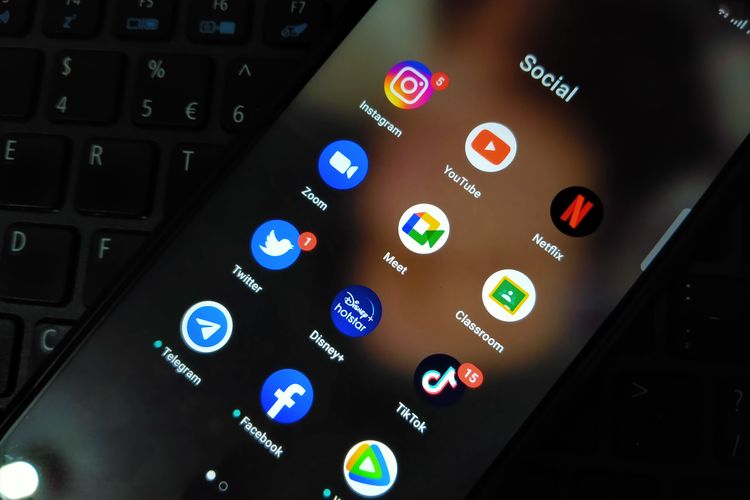 Social
Instagram
5
YouTube
Netflix
Zoom
Meet
Classroom
Twitter
1
Disney+
hotstar
Disney+
TikTok
15
Telegram
Facebook
F6
F7
$
4
%
5 €
^
6
E
R
T
D
F
C
>
?
/